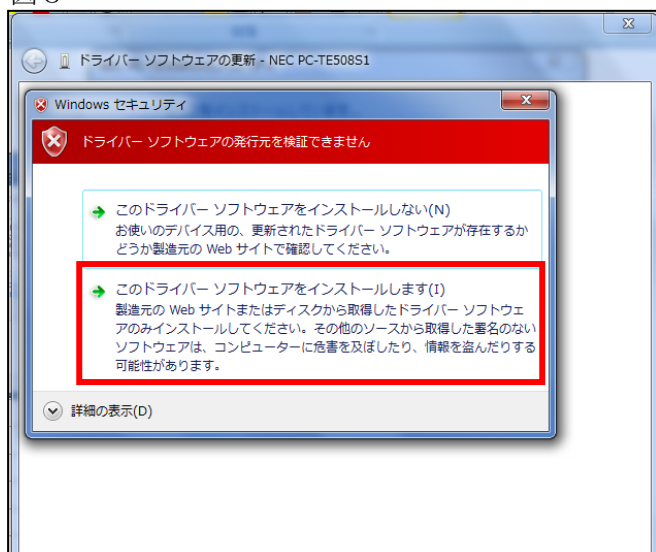 ドライバー ソフトウェアの更新 - NEC PC-TE508S1
Windows セキュリティ
ドライバー ソフトウェアの発行元を検証できません
このドライバー ソフトウェアをインストールしない(N)
お使いのデバイス用の、更新されたドライバー ソフトウェアが存在するか
どうか製造元の Web サイトで確認してください。
このドライバー ソフトウェアをインストールします(I)
製造元の Web サイトまたはディスクから取得したドライバー ソフトウェ
アのみインストールしてください。その他のソースから取得した署名のない
ソフトウェアは、コンピューターに危害を及ぼしたり、情報を盗んだりする
可能性があります。
詳細の表示(D)